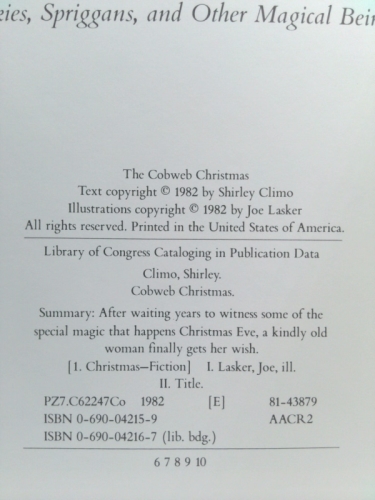 Spriggans, and Other Magical
The Cobweb Christmas
Text copyright © 1982 by Shirley Climo
Illustrations copyright © 1982 by Joe Lasker
All rights reserved. Printed in the United States of America.
Library of Congress Cataloging in Publication Data
Climo, Shirley.
Cobweb Christmas.
Summary: After waiting years to witness some of the
special magic that happens Christmas Eve, a kindly old
woman finally gets her wish.
[1. Christmas—Fiction] I. Lasker, Joe, ill.
II. Title.
PZ7.C62247Co 1982 [E] 81-43879
ISBN 0-690-04215-9 AACR2
ISBN 0-690-04216-7 (lib. bdg.)
6 7 8 9 10